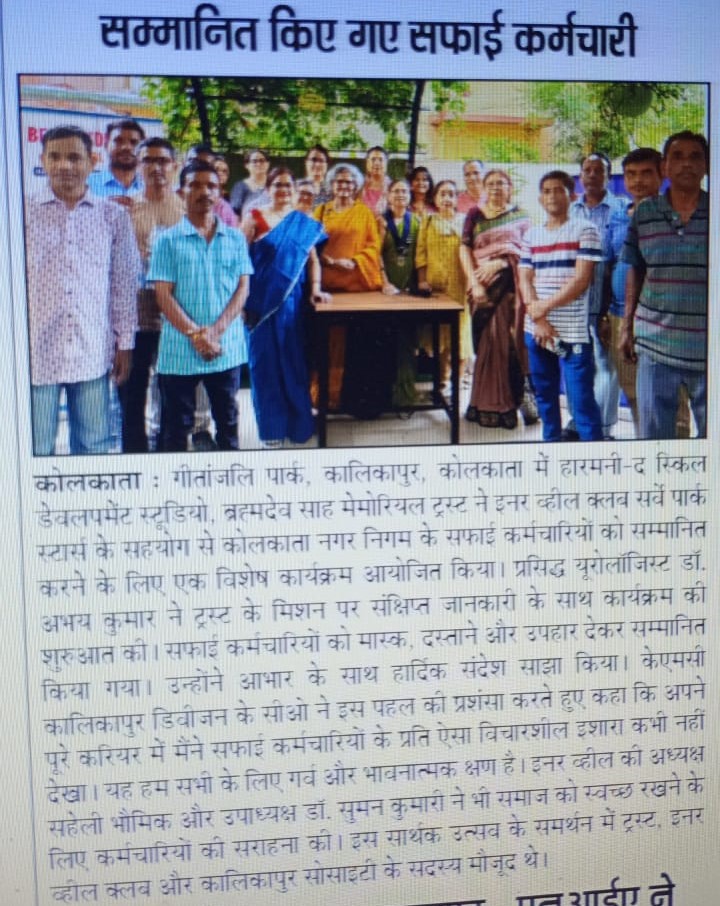 सम्मानित किए गए सफाई कर्मचारी
कोलकाता : गीतांजलि पार्क, कालिकापुर, कोलकाता में हारमनी-द स्किल
डेवलपमेंट स्टूडियो, ब्रह्मदेव साह मेमोरियल ट्रस्ट ने इनर व्हील क्लब सर्वे पार्क
स्टार्स के सहयोग से कोलकाता नगर निगम के सफाई कर्मचारियों को सम्मानित
करने के लिए एक विशेष कार्यक्रम आयोजित किया। प्रसिद्ध यूरोलॉजिस्ट डॉ.
अभय कुमार ने ट्रस्ट के मिशन पर संक्षिप्त जानकारी के साथ कार्यक्रम की
शुरुआत की। सफाई कर्मचारियों को मास्क, दस्ताने और उपहार देकर सम्मानित
किया गया। उन्होंने आभार के साथ हार्दिक संदेश साझा किया। केएमसी
कालिकापुर डिवीजन के सीओ ने इस पहल की प्रशंसा करते हुए कहा कि अपने
पूरे करियर में मैंने सफाई कर्मचारियों के प्रति ऐसा विचारशील इशारा कभी नहीं
देखा। यह हम सभी के लिए गर्व और भावनात्मक क्षण है। इनर व्हील की अध्यक्ष
सहेली भौमिक और उपाध्यक्ष डॉ. सुमन कुमारी ने भी समाज को स्वच्छ रखने के
लिए कर्मचारियों की सराहना की। इस सार्थक उत्सव के समर्थन में ट्रस्ट, इनर
व्हील क्लब और कालिकापुर सोसाइटी के सदस्य मौजूद थे।
ने